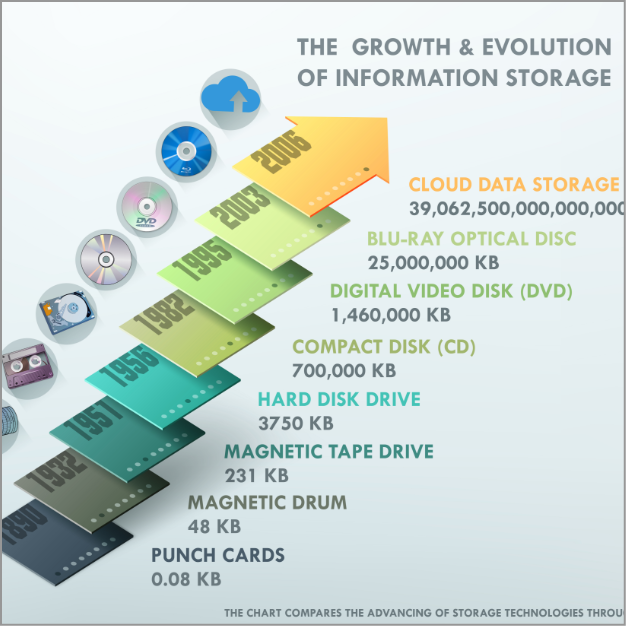 THE GROWTH & EVOLUTION
OF INFORMATION STORAGE
2006
CLOUD DATA STORAGE
39,062,500,000,000,000
2003
BLU-RAY OPTICAL DISC
25,000,000 KB
1995
DIGITAL VIDEO DISK (DVD)
1,460,000 KB
DVD
1982
COMPACT DISK (CD)
700,000 KB
1956
HARD DISK DRIVE
3750 KB
1951
MAGNETIC TAPE DRIVE
231 KB
1932
MAGNETIC DRUM
48 KB
1890
PUNCH CARDS
0.08 KB
THE CHART COMPARES THE ADVANCING OF STORAGE TECHNOLOGIES THROU